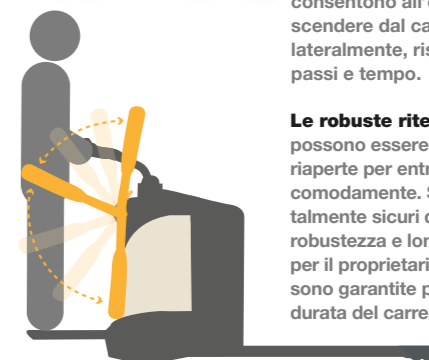 consentono all'
scendere dal ca
lateralmente, ris
passi e tempo.
Le robuste rite
possono essere
riaperte per entr
comodamente. S
talmente sicuri d
robustezza e lon
per il proprietari
sono garantite p
durata del carre